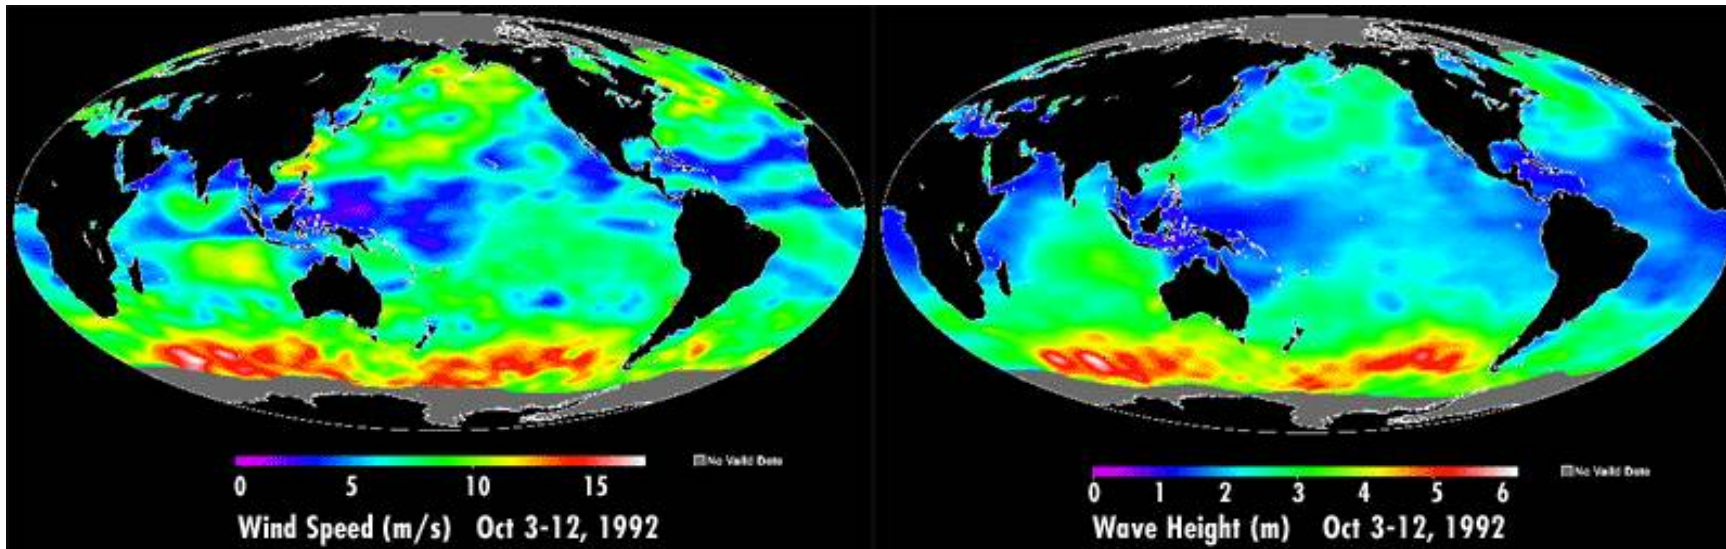 0 5 10 15
No Valid Data
Wind Speed (m/s) Oct 3-12, 1992
0 1 2 3 4 5 6
No Valid Data
Wave Height (m) Oct 3-12, 1992